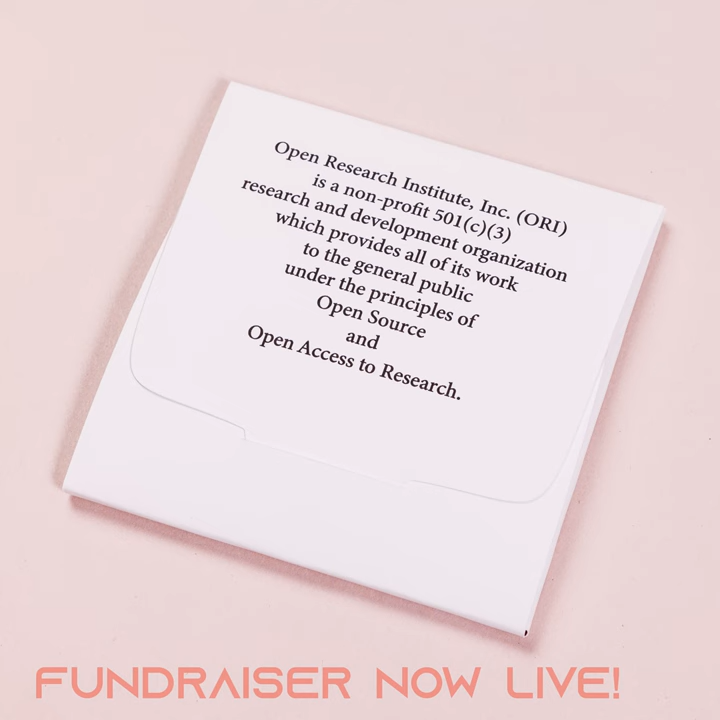 Open Research Institute, Inc. (ORI)
is a non-profit 501(c)(3)
research and development organization
which provides all of its work
to the general public
under the principles of
Open Source
and
Open Access to Research.
FUNDRAISER NOW LIVE!